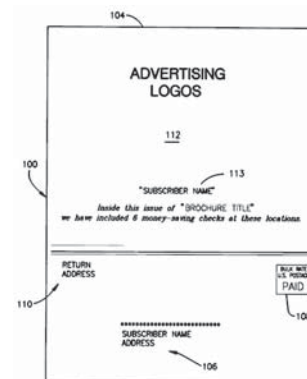 104
ADVERTISING
LOGOS
112
113
100
"SUBSCRIBER NAME"
Inside this issue of "BROCHURE TITLE"
we have included 6 money-saving checks at these locations.
RETURN
ADDRESS
BULK RATE
U.S. POSTAGE
PAID
110
108
SUBSCRIBER NAME
ADDRESS
106